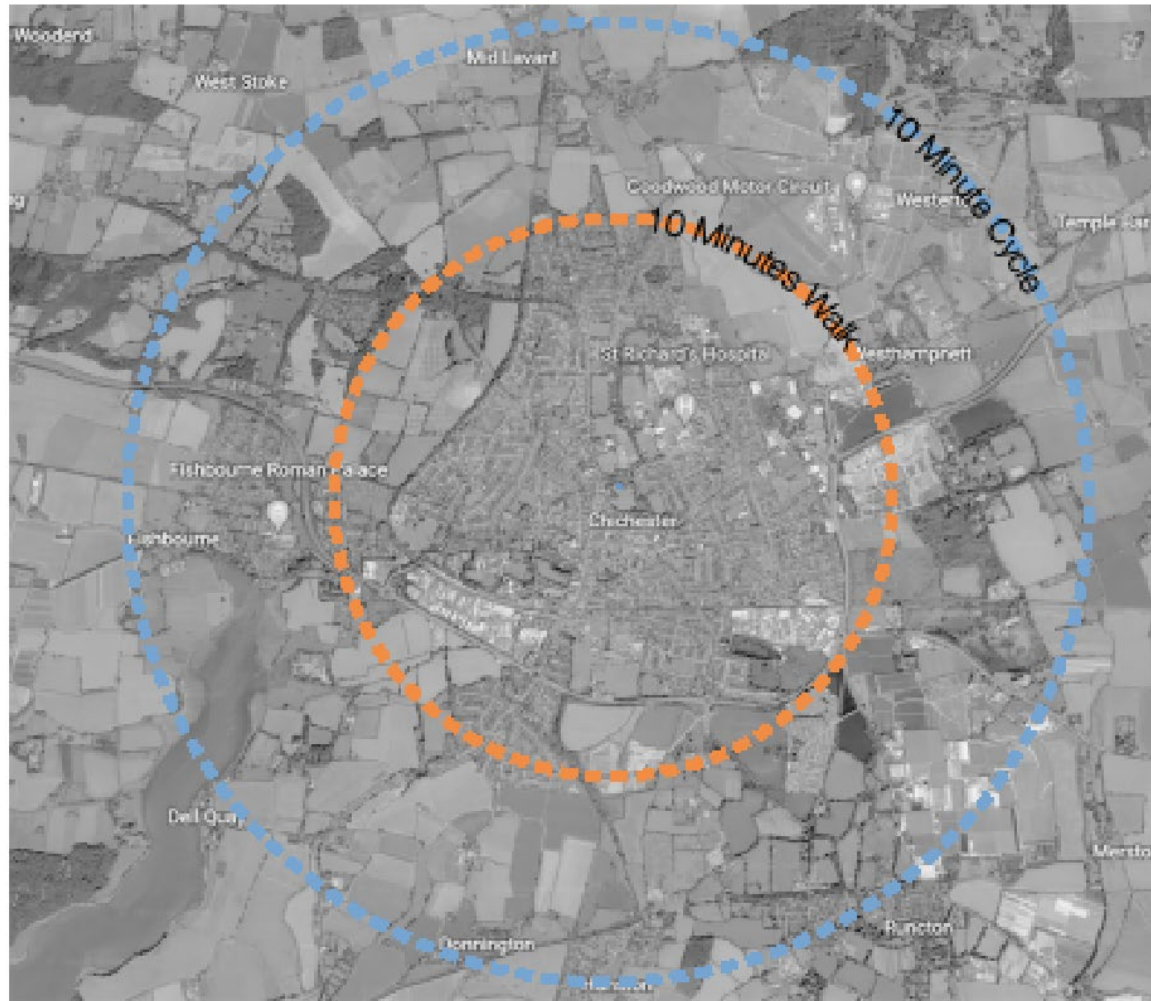 Woodend
Mid Lavant
West Stoke
10 Minute Cycle
Goodwood Motor Circuit
10 Minutes Walk
St Richard's Hospital
Westhampnett
Fishbourne Roman Palace
Chichester
Fishbourne
Dell Quay
Donnington
Runcton